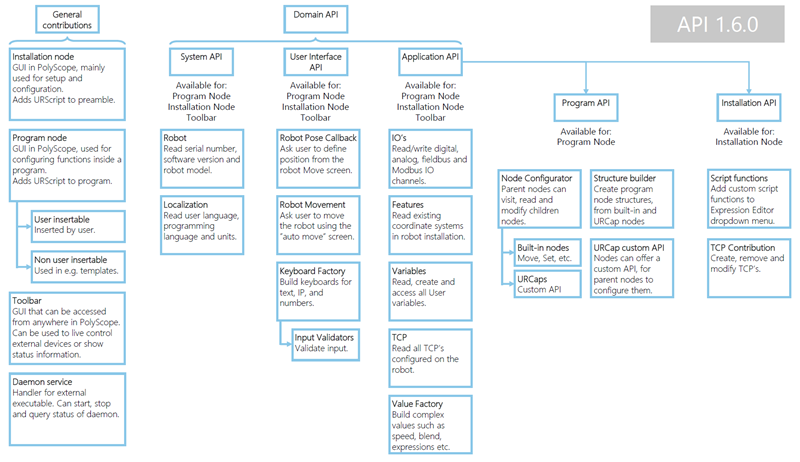 General
contributions
Installation node
GUI in PolyScope, mainly
used for setup and
configuration.
Adds URScript to preamble.
Program node
GUI in PolyScope, used for
configuring functions inside a
program.
Adds URScript to program.
User insertable
Inserted by user.
Non user insertable
Used in e.g. templates.
Toolbar
GUI that can be accessed
from anywhere in PolyScope.
Can be used to live control
external devices or show
status information.
Daemon service
Handler for external
executable. Can start, stop
and query status of daemon.
Domain API
System API
Available for:
Program Node
Installation Node
Toolbar
Robot
Read serial number,
software version and
robot model.
Localization
Read user language,
programming
language and units.
User Interface
API
Available for:
Program Node
Installation Node
Toolbar
Robot Pose Callback
Ask user to define
position from the
robot Move screen.
Robot Movement
Ask user to move
the robot using the
"auto move" screen.
Keyboard Factory
Build keyboards for
text, IP, and
numbers.
Input Validators
Validate input.
Application API
Available for:
Program Node
Installation Node
Toolbar
IO's
Read/write digital,
analog, fieldbus and
Modbus IO
channels.
Features
Read existing
coordinate systems
in robot installation.
Variables
Read, create and
access all User
variables.
TCP
Read all TCP's
configured on the
robot.
Value Factory
Build complex
values such as
speed, blend,
expressions etc.
API 1.6.0
Program API
Available for:
Program Node
Node Configurator
Parent nodes can
visit, read and
modify children
nodes.
Built-in nodes
Move, Set, etc.
URCaps
Custom API
Structure builder
Create program
node structures,
from built-in and
URCap nodes
URCap custom API
Nodes can offer a
custom API, for
parent nodes to
configure them.
Installation API
Available for:
Installation Node
Script functions
Add custom script
functions to
Expression Editor
dropdown menu.
TCP Contribution
Create, remove and
modify TCP's.